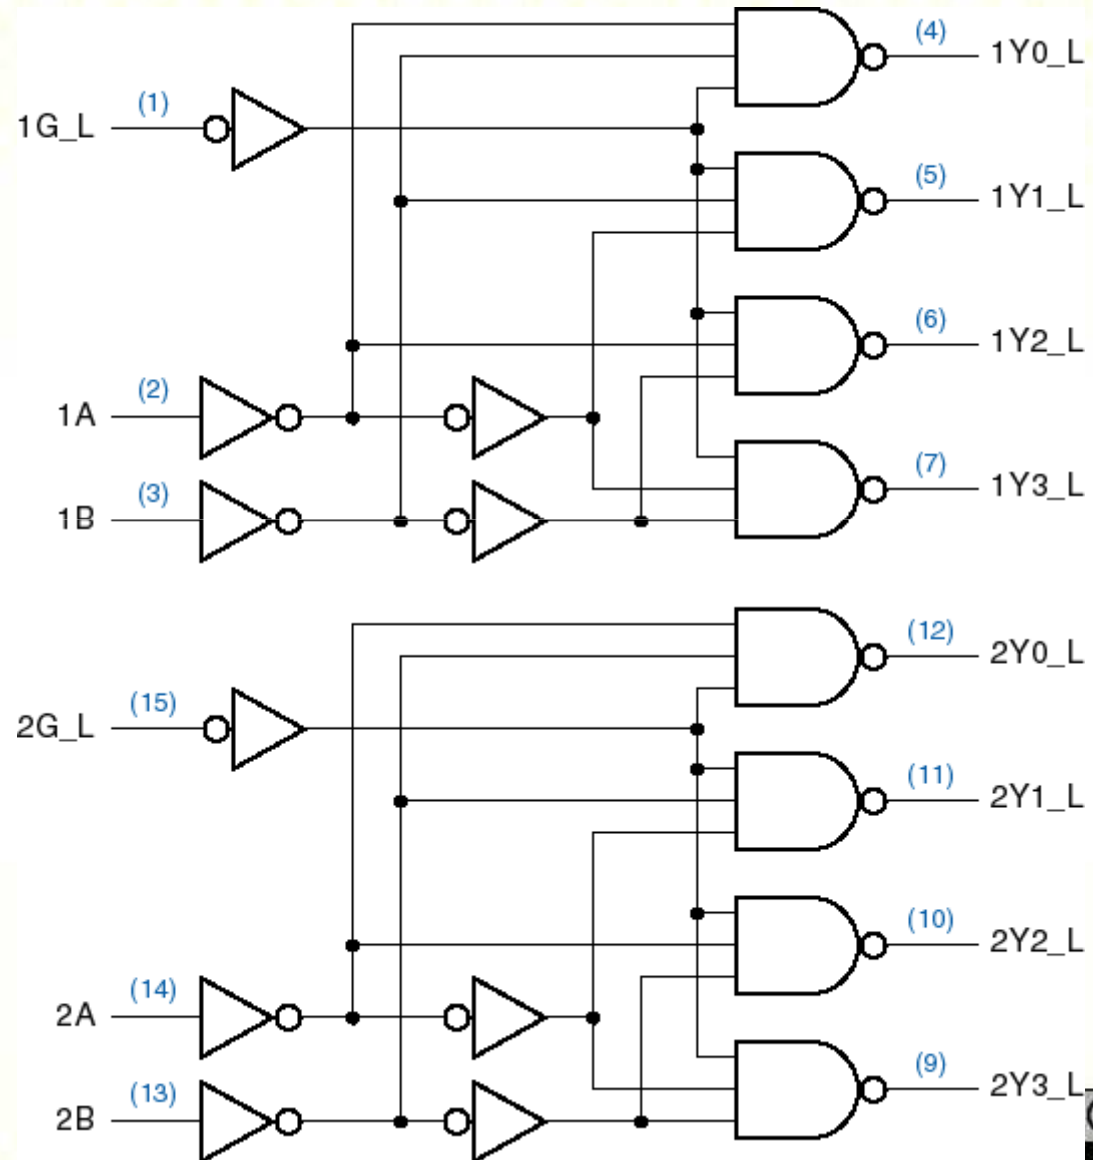 (4)
1Y0_L
(1)
1G_L
(5)
1Y1_L
(6)
1Y2_L
(2)
1A
(7)
1Y3_L
(3)
1B
(12)
2Y0_L
(15)
2G_L
(11)
2Y1_L
(10)
2Y2_L
(14)
2A
(9)
2Y3_L
(13)
2B